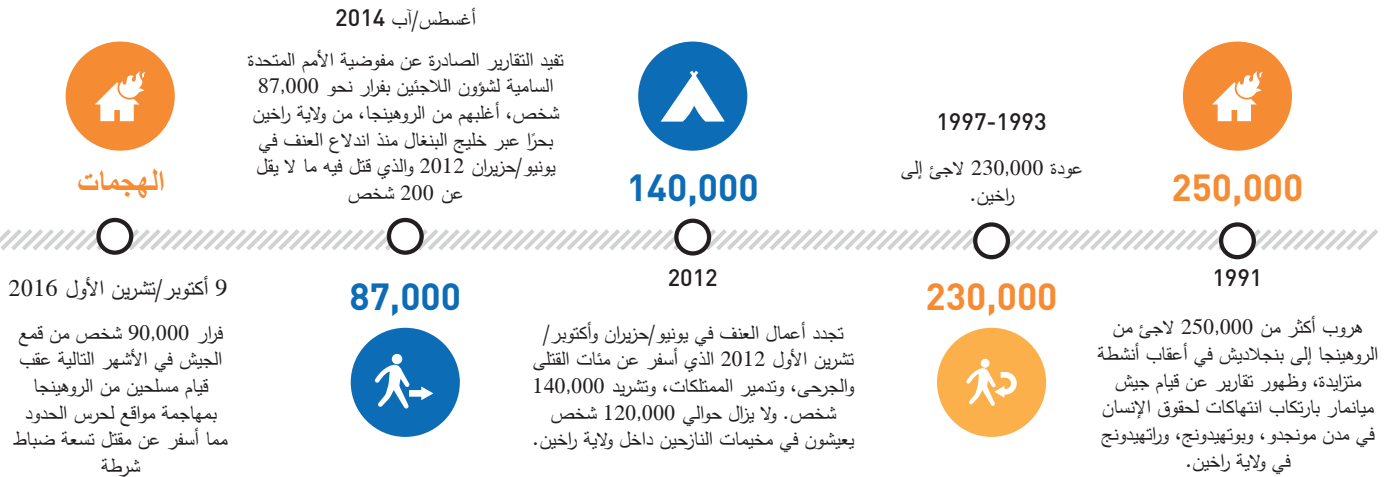 250,000
1991
هروب أكثر من 250,000 لاجئ من
الروهينجا إلى بنجلاديش في أعقاب أنشطة
متزايدة، وظهور تقارير عن قيام جيش
ميانمار بارتكاب انتهاكات لحقوق الإنسان
في مدن مونجدو، وبوتهيدونج، وراتهيدونج
في ولاية راخين.
1997-1993
عودة 230,000 لاجئ إلى
راخين.
230,000
140,000
2012
تجدد أعمال العنف في يونيو/حزيران وأكتوبر/
تشرين الأول 2012 الذي أسفر عن مئات القتلى
والجرحى، وتدمير الممتلكات، وتشريد 140,000
شخص. ولا يزال حوالي 120,000 شخص
يعيشون في مخيمات النازحين داخل ولاية راخين.
أغسطس/آب 2014
تفيد التقارير الصادرة عن مفوضية الأمم المتحدة
السامية لشؤون اللاجئين بفرار نحو 87,000
شخص، أغلبهم من الروهينجا، من ولاية راخين
بحرًا عبر خليج البنغال منذ اندلاع العنف في
يونيو/حزيران 2012 والذي قتل فيه ما لا يقل
عن 200 شخص
87,000
الهجمات
9 أكتوبر/تشرين الأول 2016
فرار 90,000 شخص من قمع
الجيش في الأشهر التالية عقب
قيام مسلحين من الروهينجا
بمهاجمة مواقع لحرس الحدود
مما أسفر عن مقتل تسعة ضباط
شرطة